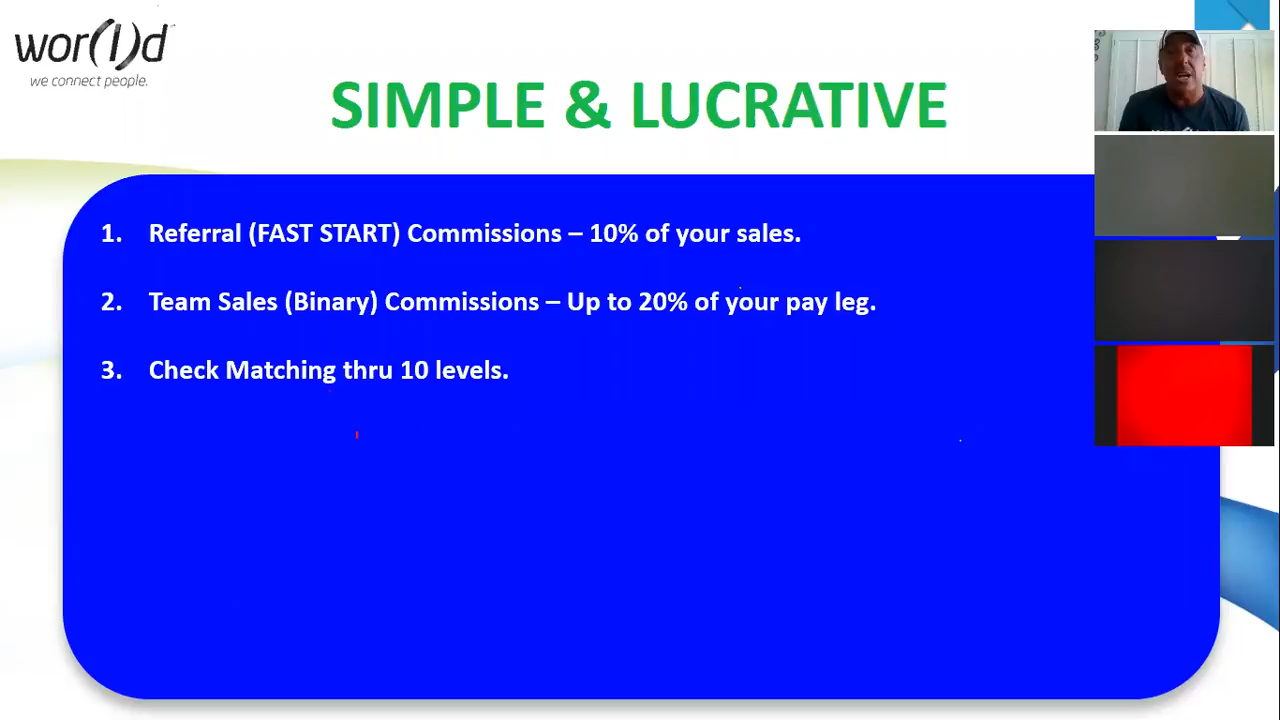 wor(l)d
we connect people.
SIMPLE & LUCRATIVE
1. Referral (FAST START) Commissions – 10% of your sales.
2. Team Sales (Binary) Commissions – Up to 20% of your pay leg.
3. Check Matching thru 10 levels.